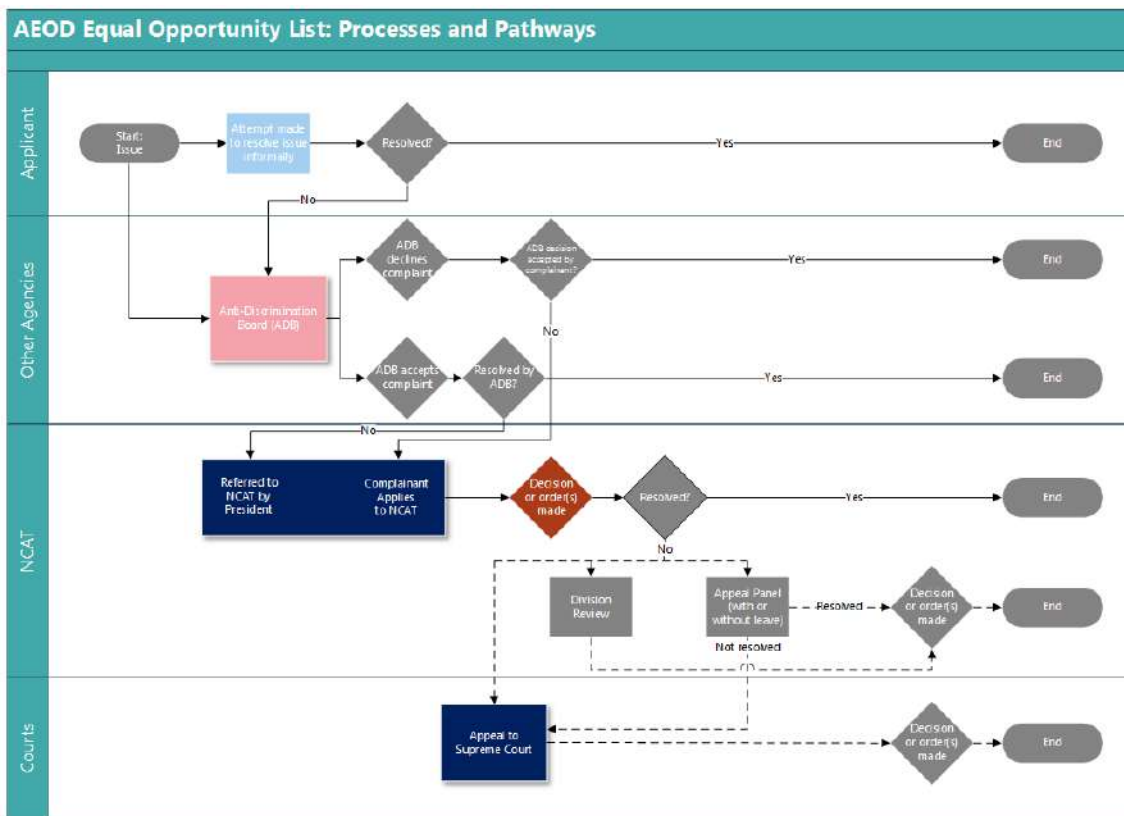 AEOD Equal Opportunity List: Processes and Pathways
Applicant
Start:
Issue
Attempt made
to resolve issue
informally
Resolved?
Yes
End
No
Other Agencies
ADB
declines
complaint
ADB decision
accepted by
complainant?
Yes
End
Anti-Discrimination
Board (ADB)
No
ADB accepts
complaint
Resolved by
ADB?
Yes
End
No
NCAT
Referred to
NCAT by
President
Complainant
Applies
to NCAT
Decision
or order(s)
made
Resolved?
Yes
End
No
Division
Review
Appeal Panel
(with or
without leave)
Resolved
Decision
or order(s)
made
End
Not resolved
Courts
Appeal to
Supreme Court
Decision
or order(s)
made
End